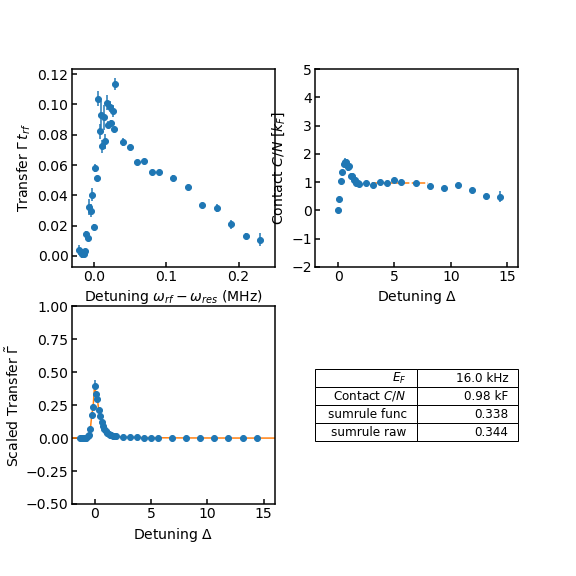 0.12
0.10
0.08
0.06
0.04
0.02
0.00
Transfer Γ t_rf
0.0 0.1 0.2
Detuning ω_rf − ω_res (MHz)
5
4
3
2
1
0
−1
−2
Contact C/N [k_F]
0 5 10 15
Detuning Δ
1.00
0.75
0.50
0.25
0.00
−0.25
−0.50
Scaled Transfer Γ̃
0 5 10 15
Detuning Δ
E_F 16.0 kHz
Contact C/N 0.98 kF
sumrule func 0.338
sumrule raw 0.344